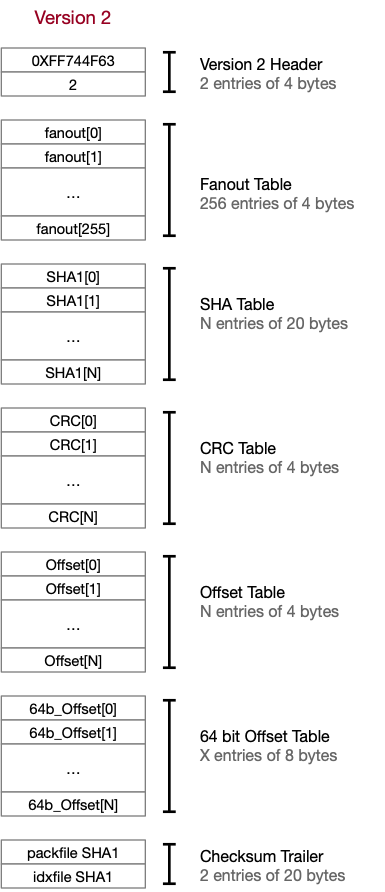 Version 2
0XFF744F63
2
Version 2 Header
2 entries of 4 bytes
fanout[0]
fanout[1]
...
fanout[255]
Fanout Table
256 entries of 4 bytes
SHA1[0]
SHA1[1]
...
SHA1[N]
SHA Table
N entries of 20 bytes
CRC[0]
CRC[1]
...
CRC[N]
CRC Table
N entries of 4 bytes
Offset[0]
Offset[1]
...
Offset[N]
Offset Table
N entries of 4 bytes
64b_Offset[0]
64b_Offset[1]
...
64b_Offset[N]
64 bit Offset Table
X entries of 8 bytes
packfile SHA1
idxfile SHA1
Checksum Trailer
2 entries of 20 bytes